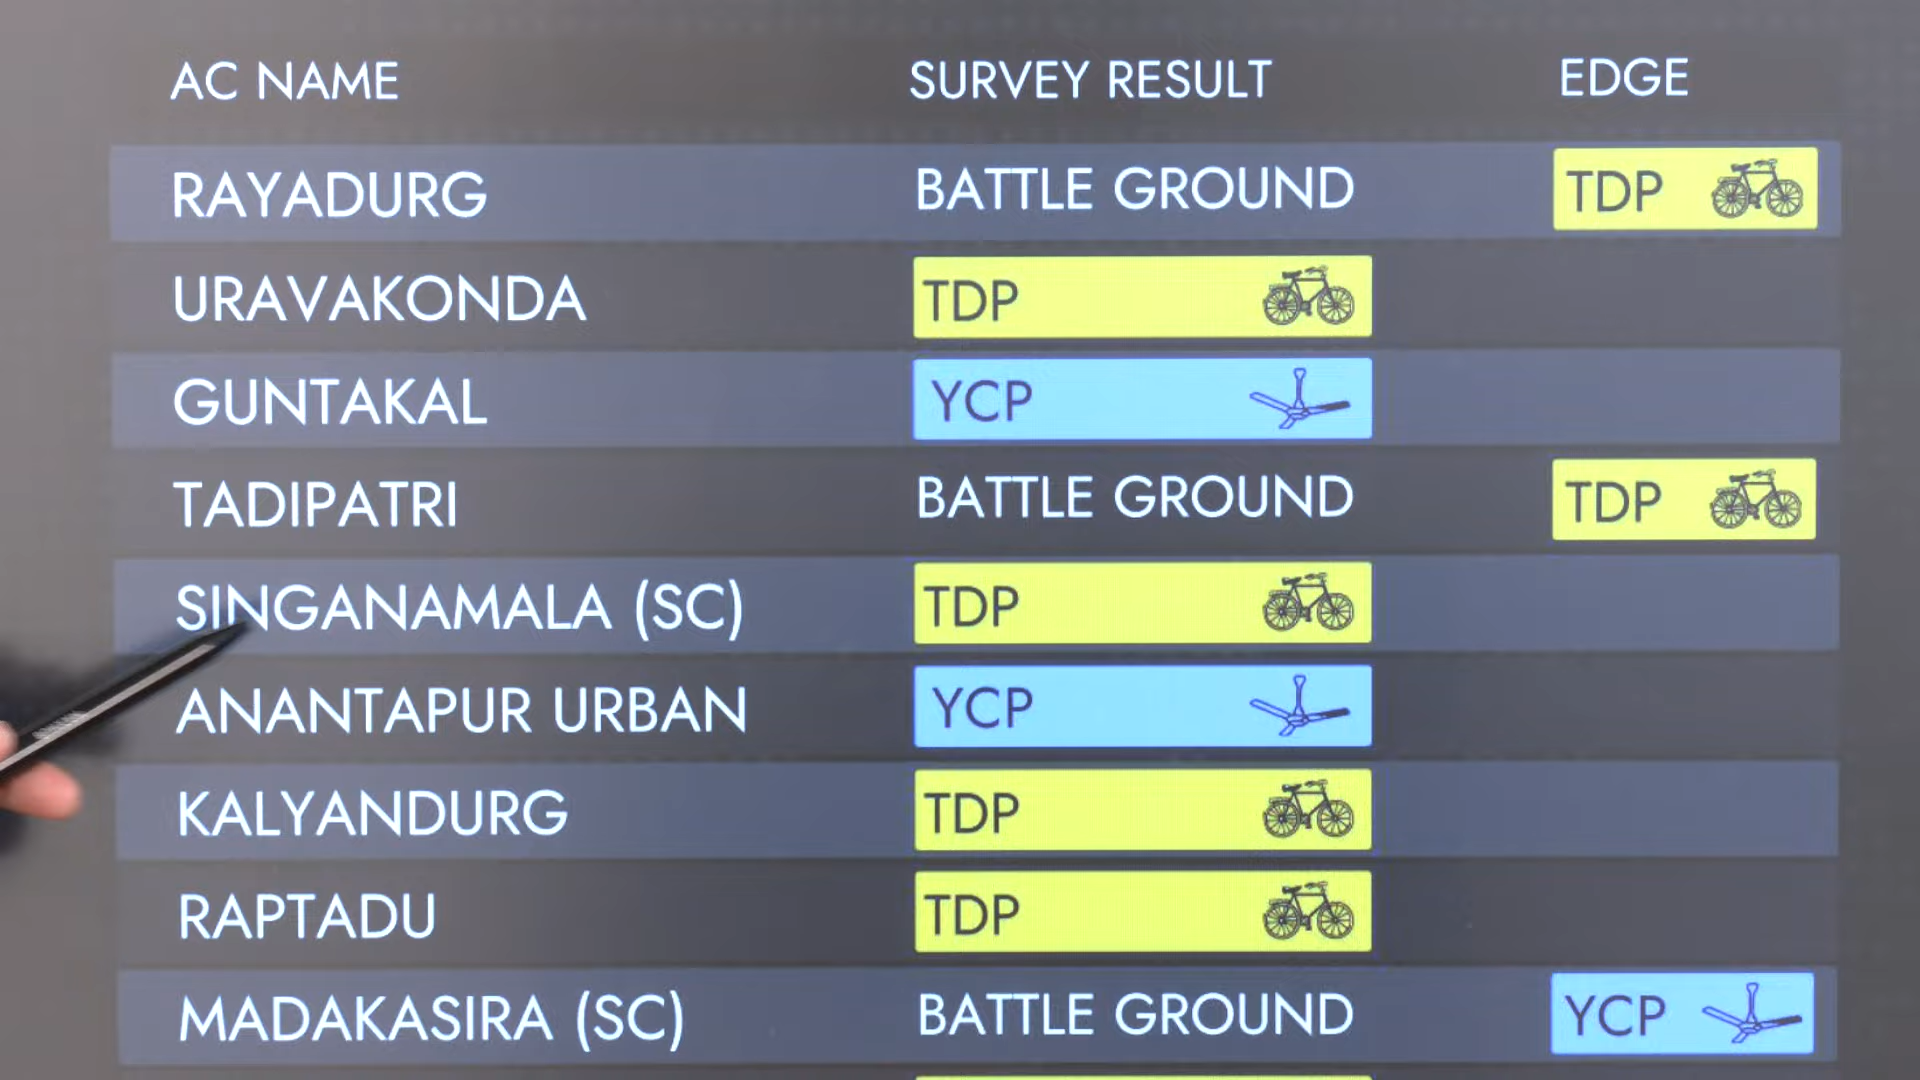 AC NAME SURVEY RESULT EDGE
RAYADURG BATTLE GROUND TDP
URAVAKONDA TDP
GUNTAKAL YCP
TADIPATRI BATTLE GROUND TDP
SINGANAMALA (SC) TDP
ANANTAPUR URBAN YCP
KALYANDURG TDP
RAPTADU TDP
MADAKASIRA (SC) BATTLE GROUND YCP